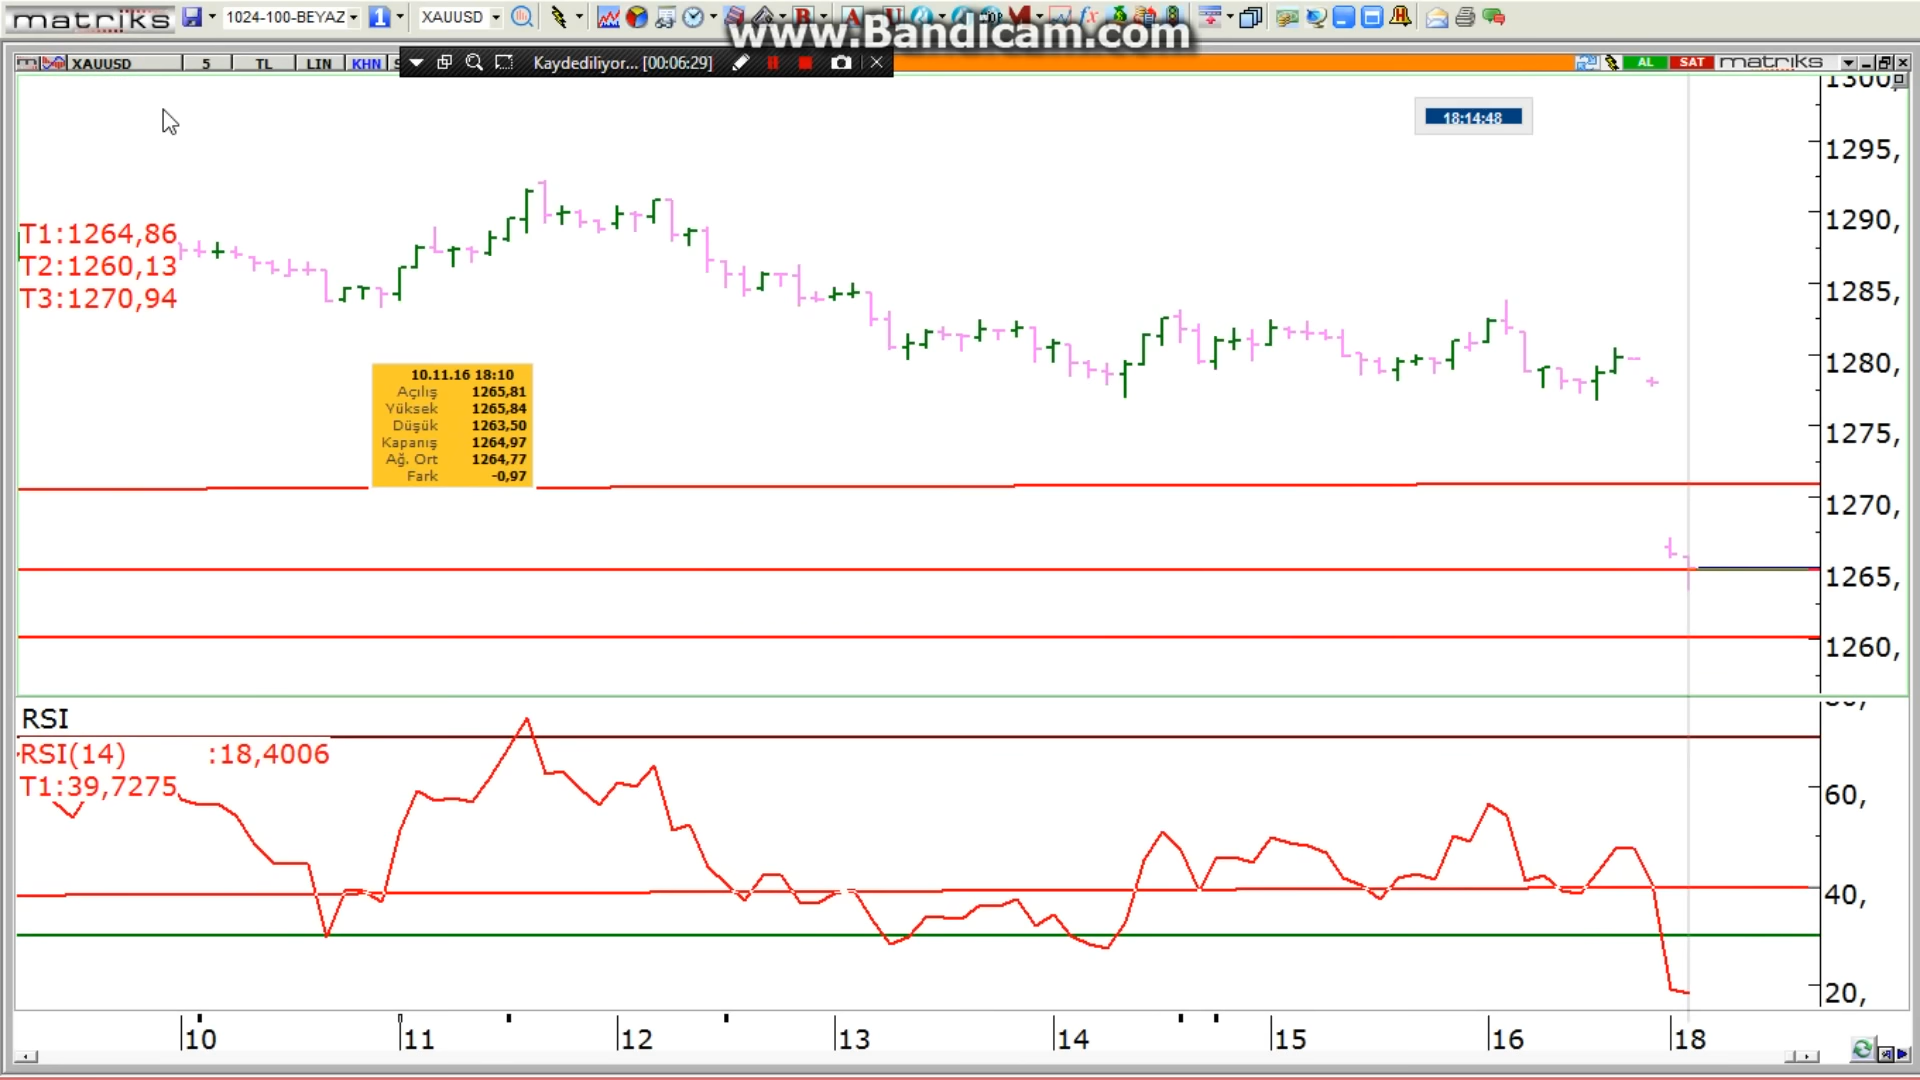 matriks 1024-100-BEYAZ 1 XAUUSD
www.Bandicam.com
XAUUSD 5 TL LIN KHN
Kaydediliyor... [00:06:29]
AL SAT matriks
18:14:48
T1:1264,86
T2:1260,13
T3:1270,94
10.11.16 18:10
Açılış 1265,81
Yüksek 1265,84
Düşük 1263,50
Kapanış 1264,97
Ağ. Ort 1264,77
Fark -0,97
1300,
1295,
1290,
1285,
1280,
1275,
1270,
1265,
1260,
RSI
RSI(14) :18,4006
T1:39,7275
60,
40,
20,
10 11 12 13 14 15 16 18